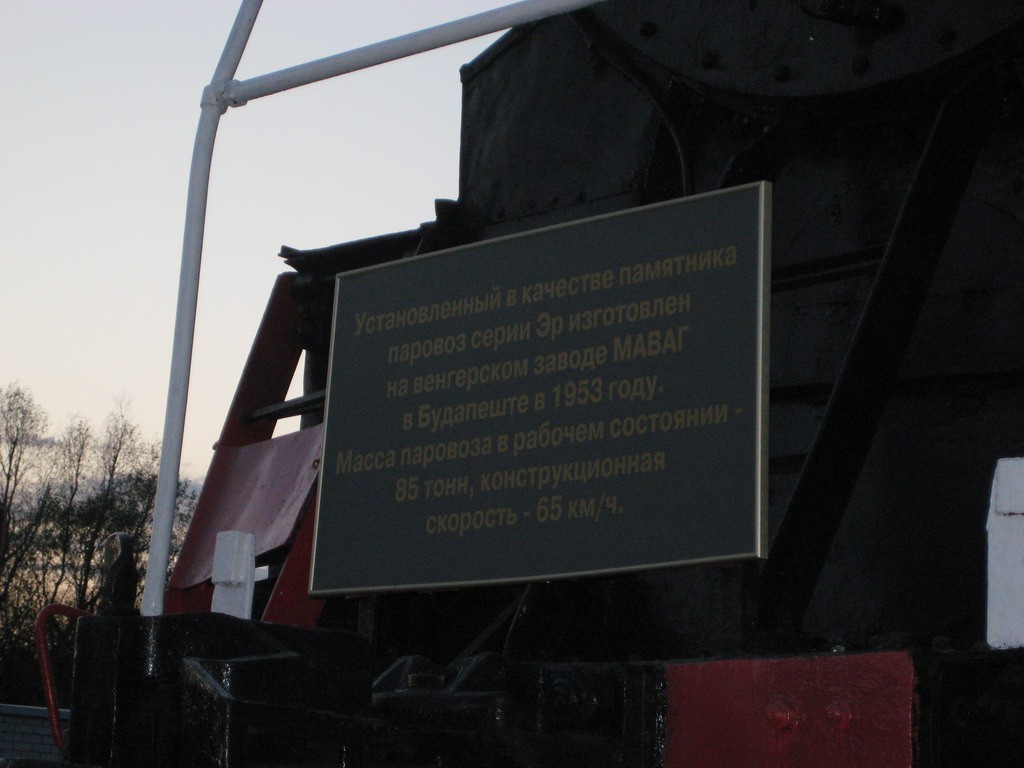 Установленный в качестве памятника
паровоз серии Эр изготовлен
на венгерском заводе МАВАГ
в Будапеште в 1953 году.
Масса паровоза в рабочем состоянии -
85 тонн, конструкционная
скорость - 65 км/ч.